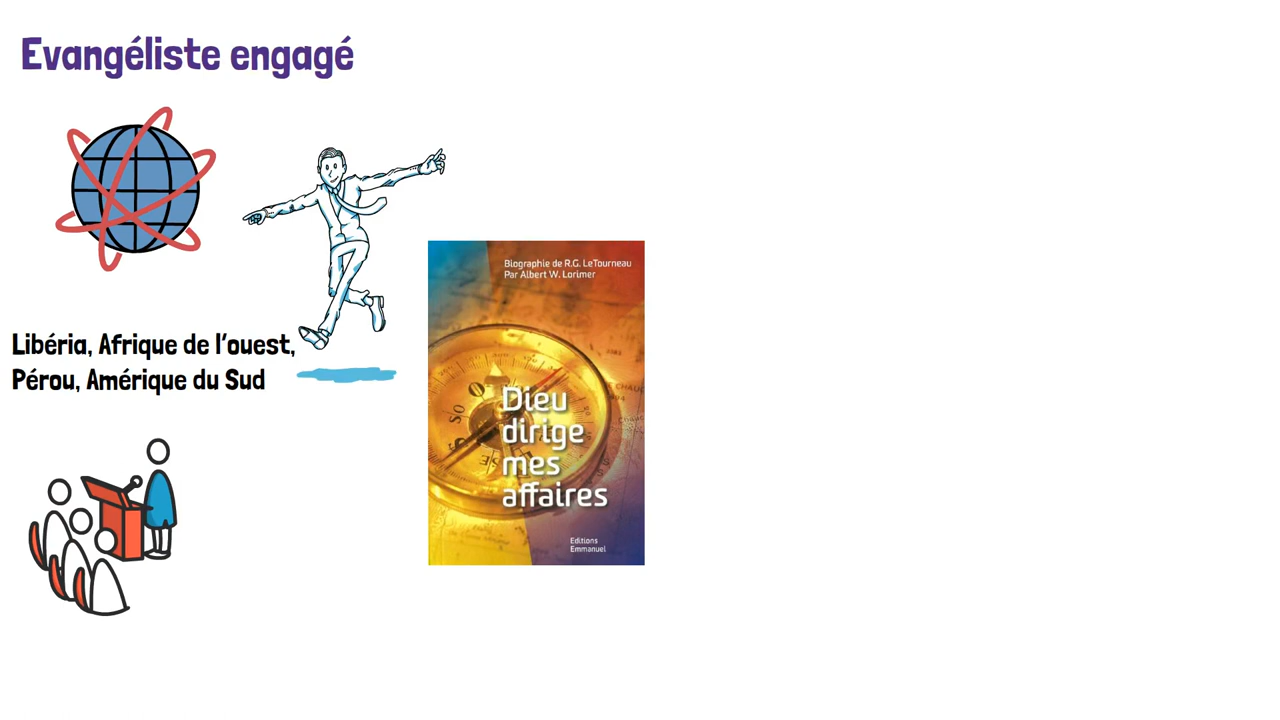 Evangéliste engagé
Libéria, Afrique de l'ouest,
Pérou, Amérique du Sud
Biographie de R.G. LeTourneau
Par Albert W. Lorimer
Dieu
dirige
mes
affaires
Editions
Emmanuel